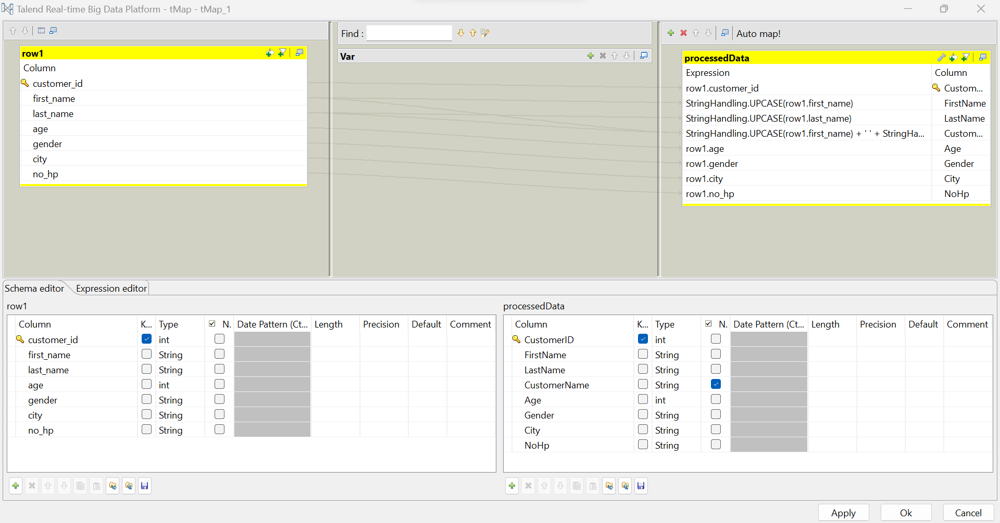 Talend Real-time Big Data Platform - tMap - tMap_1
Find :
Auto map!
row1
Column
customer_id
first_name
last_name
age
gender
city
no_hp
Var
processedData
Expression Column
row1.customer_id Custom...
StringHandling.UPCASE(row1.first_name) FirstName
StringHandling.UPCASE(row1.last_name) LastName
StringHandling.UPCASE(row1.first_name) + ' ' + StringHa... Custom...
row1.age Age
row1.gender Gender
row1.city City
row1.no_hp NoHp
Schema editor Expression editor
row1
Column K... Type N. Date Pattern (Ct... Length Precision Default Comment
customer_id int
first_name String
last_name String
age int
gender String
city String
no_hp String
processedData
Column K... Type N. Date Pattern (Ct... Length Precision Default Comment
CustomerID int
FirstName String
LastName String
CustomerName String
Age int
Gender String
City String
NoHp String
Apply Ok Cancel